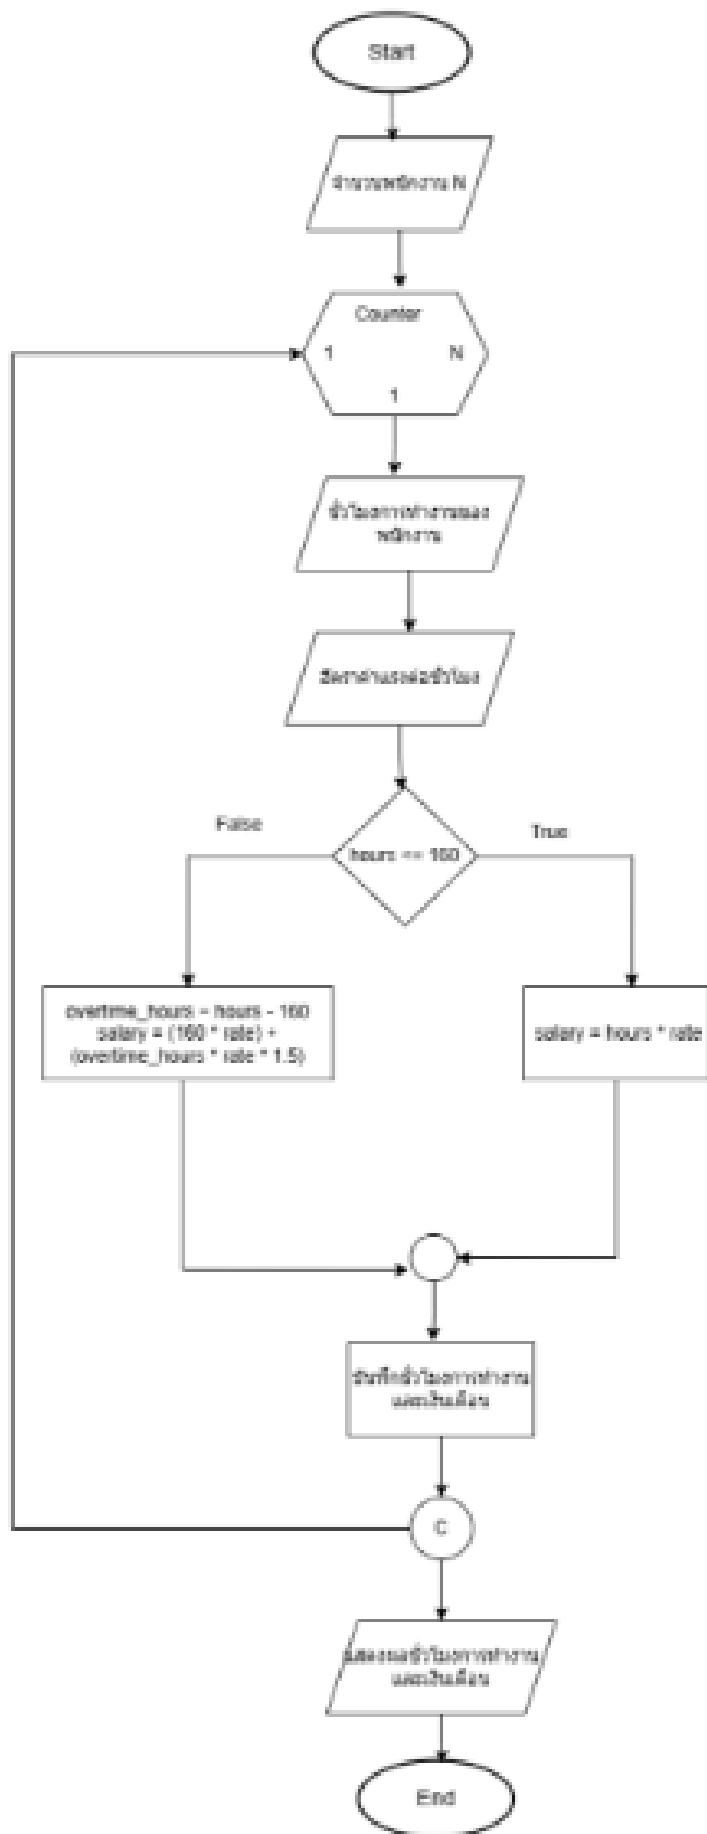 Start
จำนวนพนักงาน N
Counter
1 N
1
ชั่วโมงการทำงานของ
พนักงาน
อัตราค่าแรงต่อชั่วโมง
False
True
hours <= 160
overtime_hours = hours - 160
salary = (160 * rate) +
(overtime_hours * rate * 1.5)
salary = hours * rate
บันทึกชั่วโมงการทำงาน
และเงินเดือน
C
แสดงผลชั่วโมงการทำงาน
และเงินเดือน
End